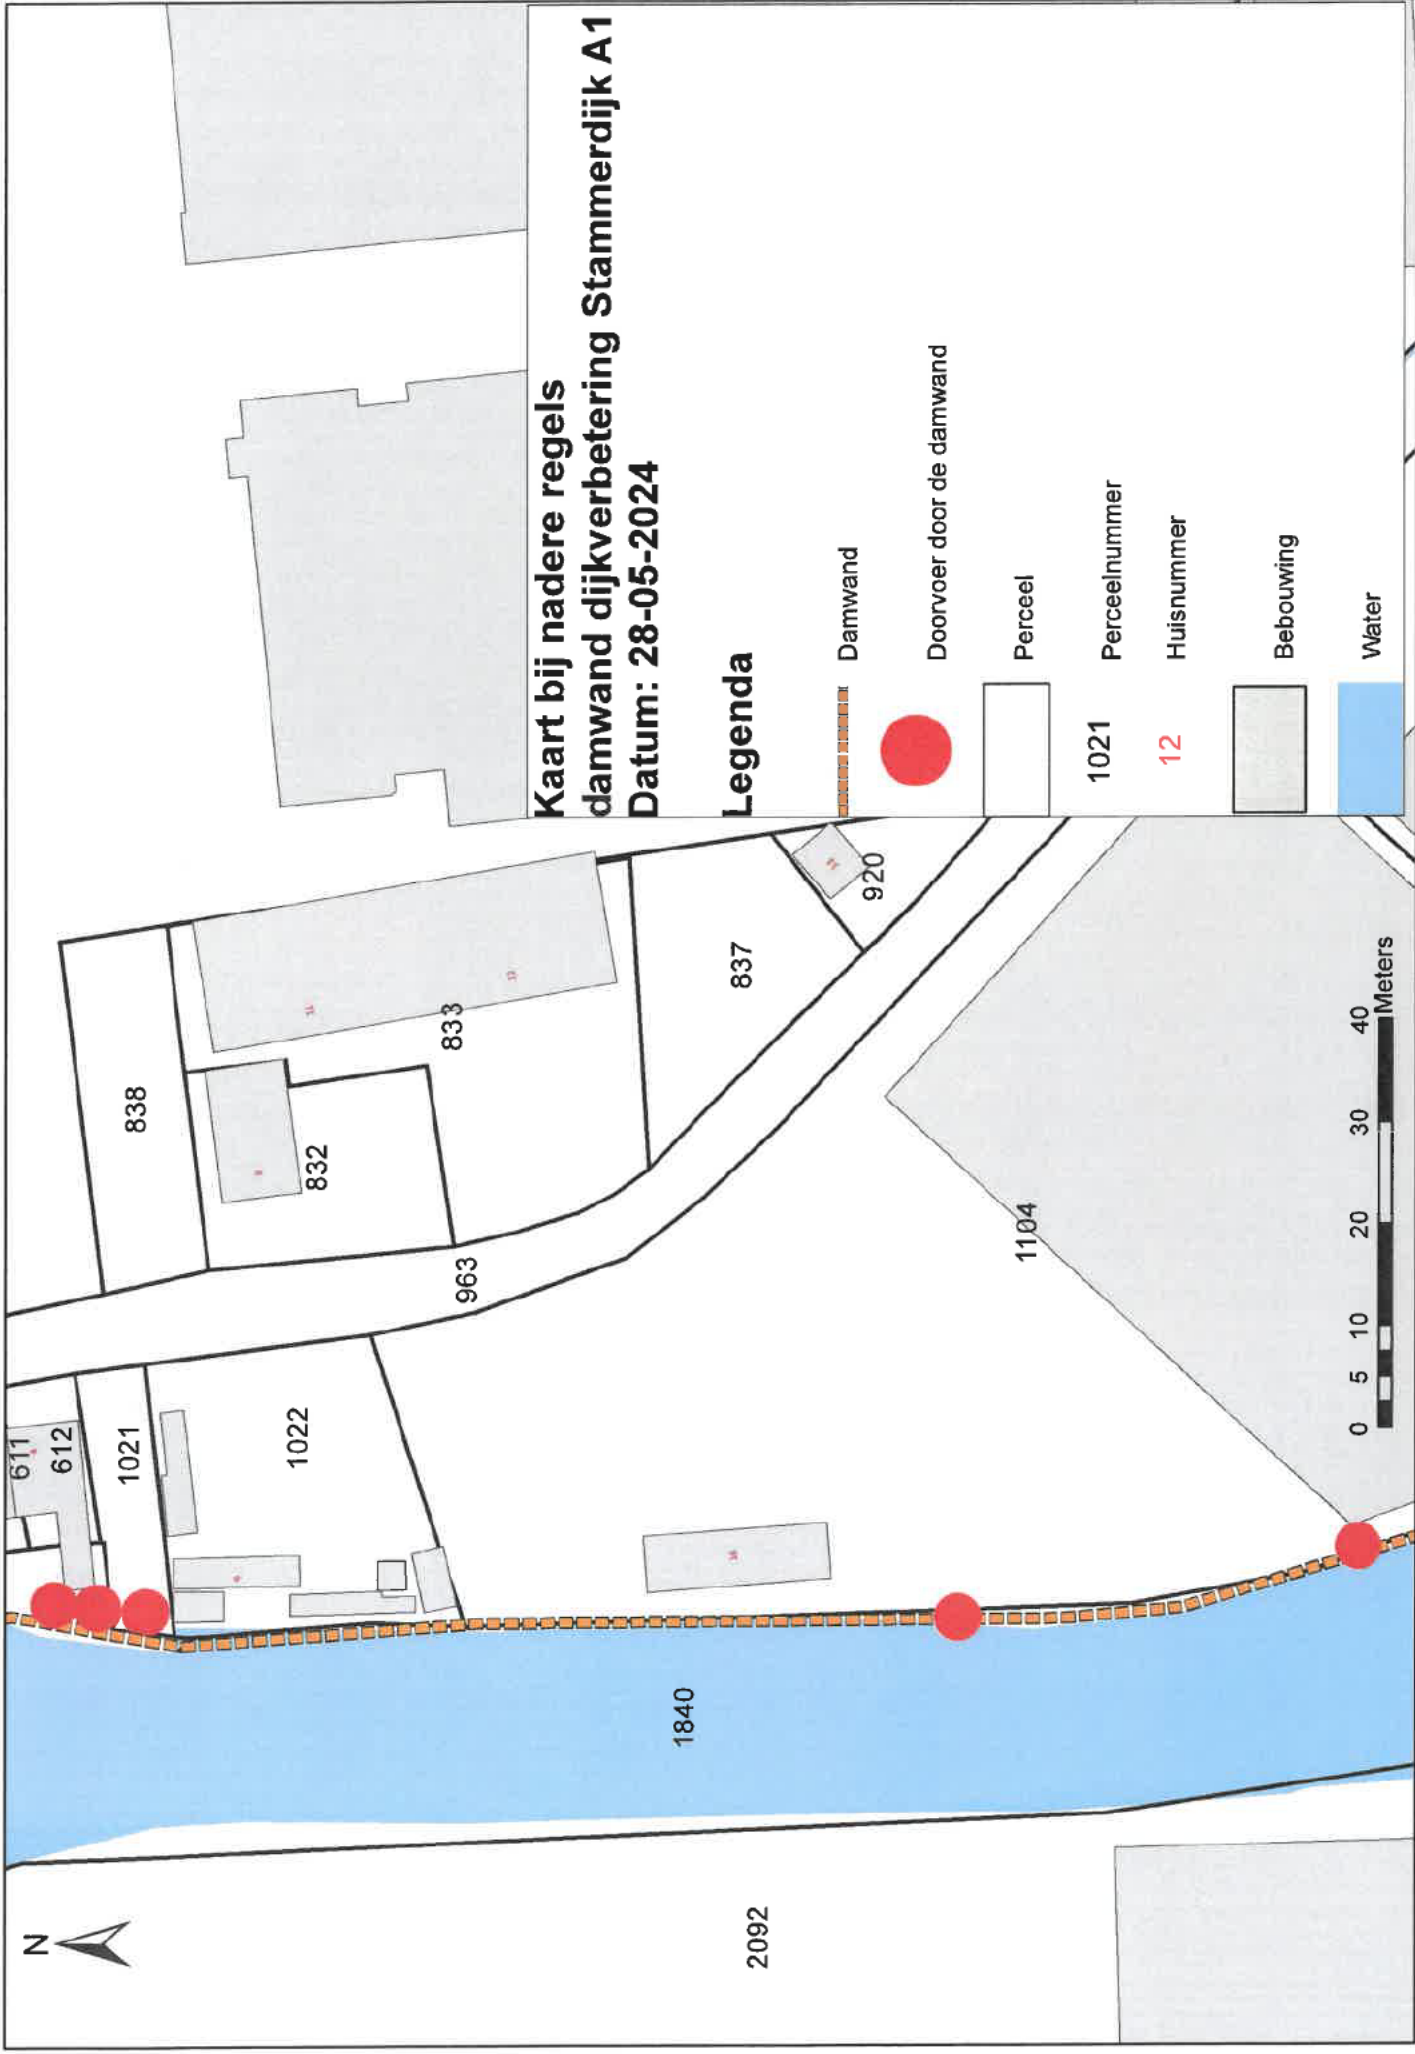 Kaart bij nadere regels
damwand dijkverbetering Stammerdijk A1
Datum: 28-05-2024
Legenda
Damwand
Doorvoer door de damwand
Perceel
1021 Perceelnummer
12 Huisnummer
Bebouwing
Water
N
611
612
1021
1022
838
832
833
837
920
963
1104
1840
2092
0 5 10 20 30 40
Meters